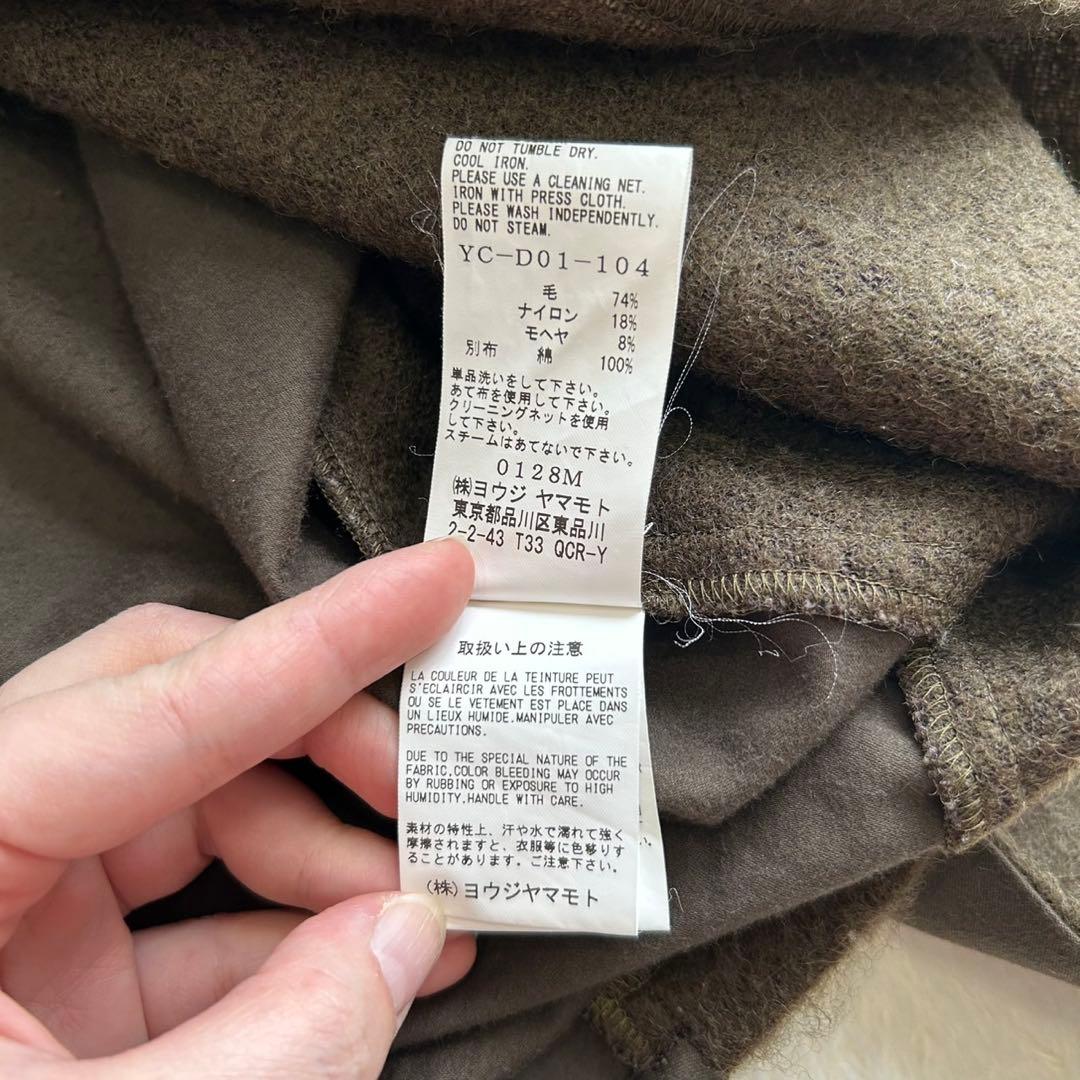 DO NOT TUMBLE DRY.
COOL IRON.
PLEASE USE A CLEANING NET.
IRON WITH PRESS CLOTH.
PLEASE WASH INDEPENDENTLY.
DO NOT STEAM.
YC-D01-104
毛 74%
ナイロン 18%
モヘヤ 8%
別布 綿 100%
単品洗いをして下さい。
あて布を使用して下さい。
クリーニングネットを使用
して下さい。
スチームはあてないで下さい。
0128M
㈱ヨウジ ヤマモト
東京都品川区東品川
2-2-43 T33 QCR-Y
取扱い上の注意
LA COULEUR DE LA TEINTURE PEUT
S'ECLAIRCIR AVEC LES FROTTEMENTS
OU SE LE VETEMENT EST PLACE DANS
UN LIEUX HUMIDE.MANIPULER AVEC
PRECAUTIONS.
DUE TO THE SPECIAL NATURE OF THE
FABRIC,COLOR BLEEDING MAY OCCUR
BY RUBBING OR EXPOSURE TO HIGH
HUMIDITY.HANDLE WITH CARE.
素材の特性上、汗や水で濡れて強く
摩擦されますと、衣服等に色移りす
ることがあります。ご注意下さい。
(株)ヨウジヤマモト